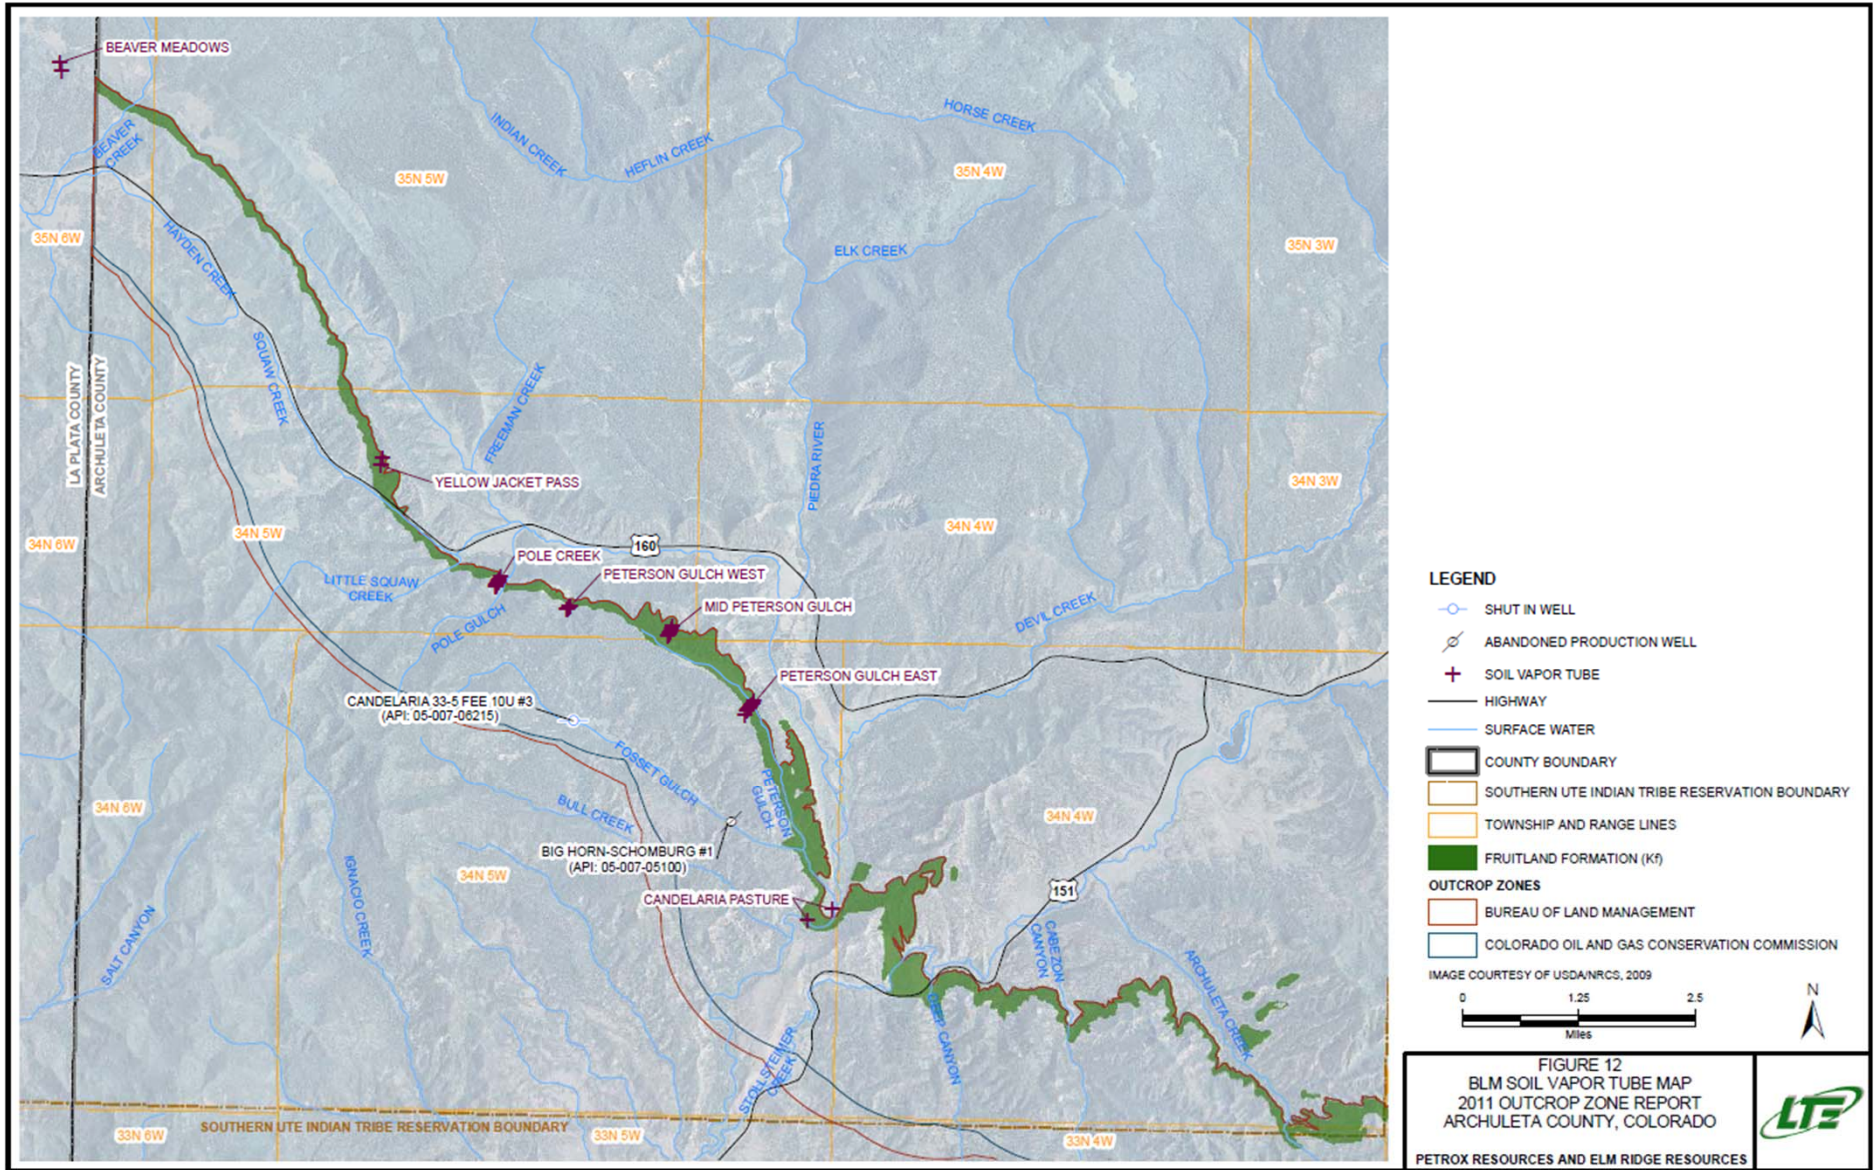 BEAVER MEADOWS
HORSE CREEK
INDIAN CREEK
BEAVER
CREEK
HEFLIN CREEK
35N 5W
35N 4W
35N 6W
HAYDEN CREEK
ELK CREEK
35N 3W
SQUAW CREEK
FREEMAN CREEK
LA PLATA COUNTY
ARCHULETA COUNTY
PIEDRA RIVER
YELLOW JACKET PASS
34N 3W
34N 6W
34N 5W
34N 4W
160
POLE CREEK
PETERSON GULCH WEST
LITTLE SQUAW
CREEK
MID PETERSON GULCH
DEVIL CREEK
POLE GULCH
PETERSON GULCH EAST
CANDELARIA 33-5 FEE 10U #3
(API: 05-007-06215)
FOSSET GULCH
PETERSON
GULCH
34N 6W
BULL CREEK
34N 4W
BIG HORN-SCHOMBURG #1
(API: 05-007-05100)
34N 5W
IGNACIO CREEK
CANDELARIA PASTURE
151
SALT CANYON
CABEZON
CANYON
ARCHULETA CREEK
DEEP CANYON
STOLLSTEIMER
CREEK
SOUTHERN UTE INDIAN TRIBE RESERVATION BOUNDARY
33N 6W
33N 5W
33N 4W
LEGEND
SHUT IN WELL
ABANDONED PRODUCTION WELL
SOIL VAPOR TUBE
HIGHWAY
SURFACE WATER
COUNTY BOUNDARY
SOUTHERN UTE INDIAN TRIBE RESERVATION BOUNDARY
TOWNSHIP AND RANGE LINES
FRUITLAND FORMATION (Kf)
OUTCROP ZONES
BUREAU OF LAND MANAGEMENT
COLORADO OIL AND GAS CONSERVATION COMMISSION
IMAGE COURTESY OF USDA/NRCS, 2009
0 1.25 2.5
Miles
N
FIGURE 12
BLM SOIL VAPOR TUBE MAP
2011 OUTCROP ZONE REPORT
ARCHULETA COUNTY, COLORADO
PETROX RESOURCES AND ELM RIDGE RESOURCES
LTE